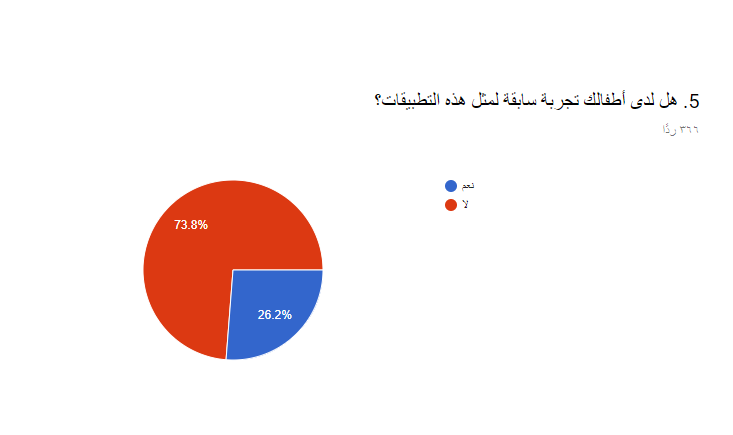 5. هل لدى أطفالك تجربة سابقة لمثل هذه التطبيقات؟
٣٦٦ ردًا
نعم
لا
73.8%
26.2%